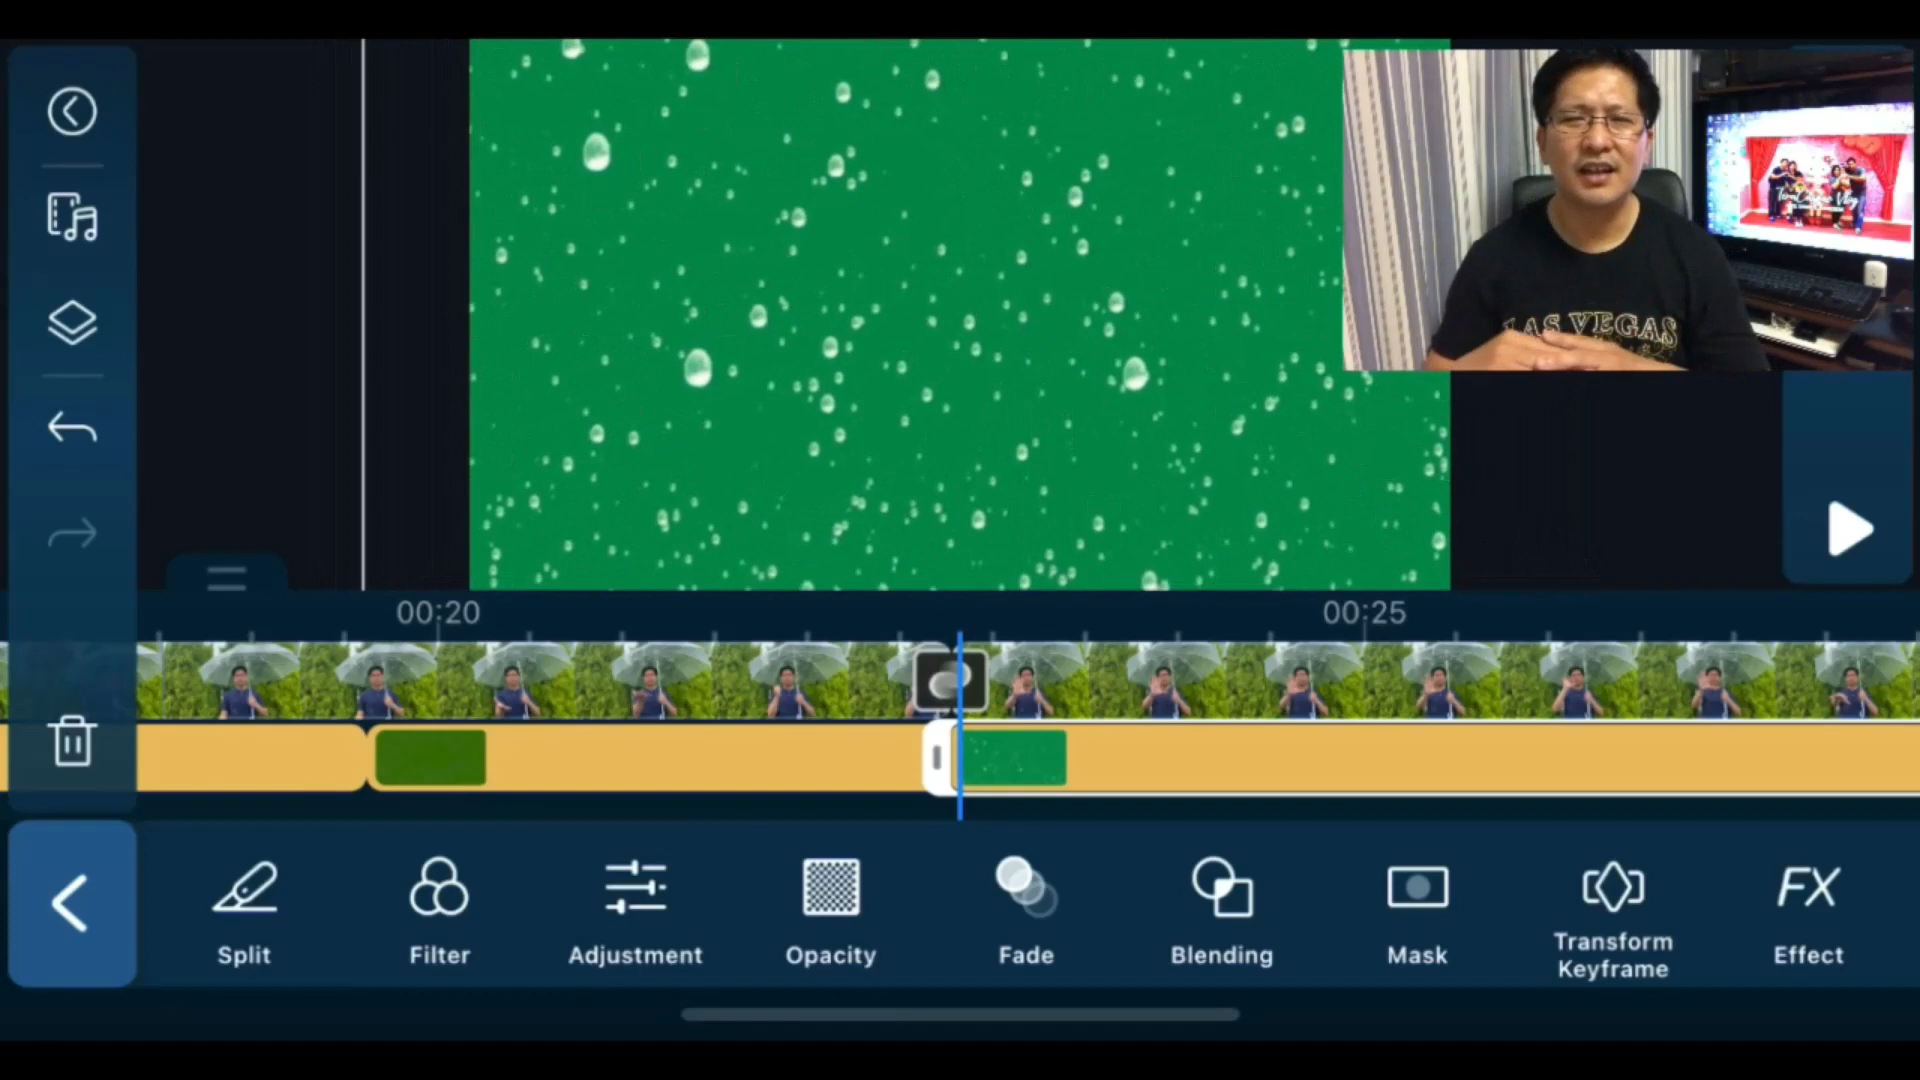 LAS VEGAS
00:20
00:25
Split
Filter
Adjustment
Opacity
Fade
Blending
Mask
Transform
Keyframe
FX
Effect